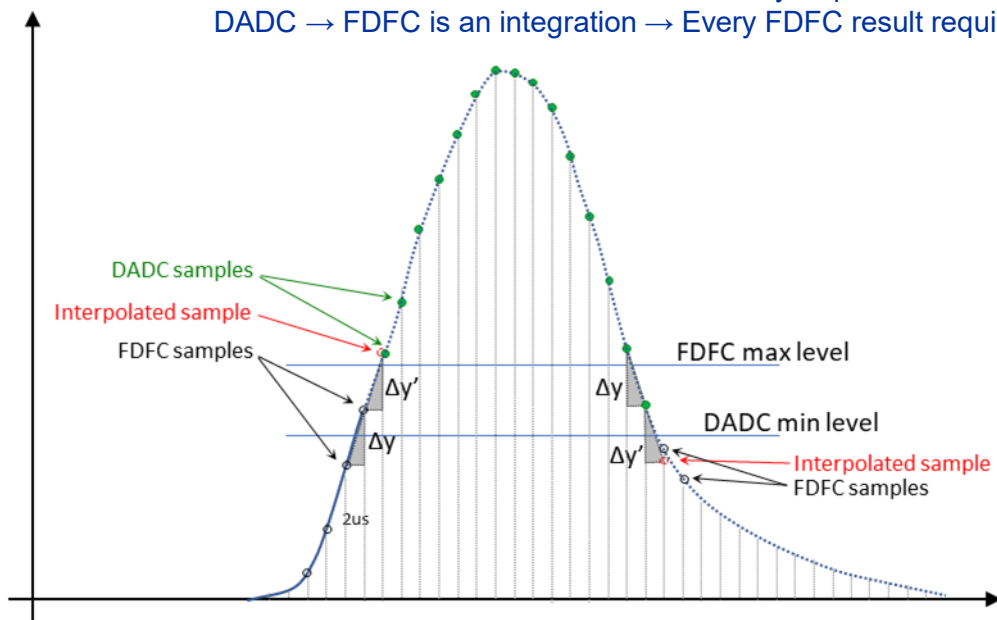 DADC → FDFC is an integration → Every FDFC result requi
DADC samples
Interpolated sample
FDFC samples
FDFC max level
Δy'
Δy
Δy
DADC min level
Δy'
Interpolated sample
FDFC samples
2us